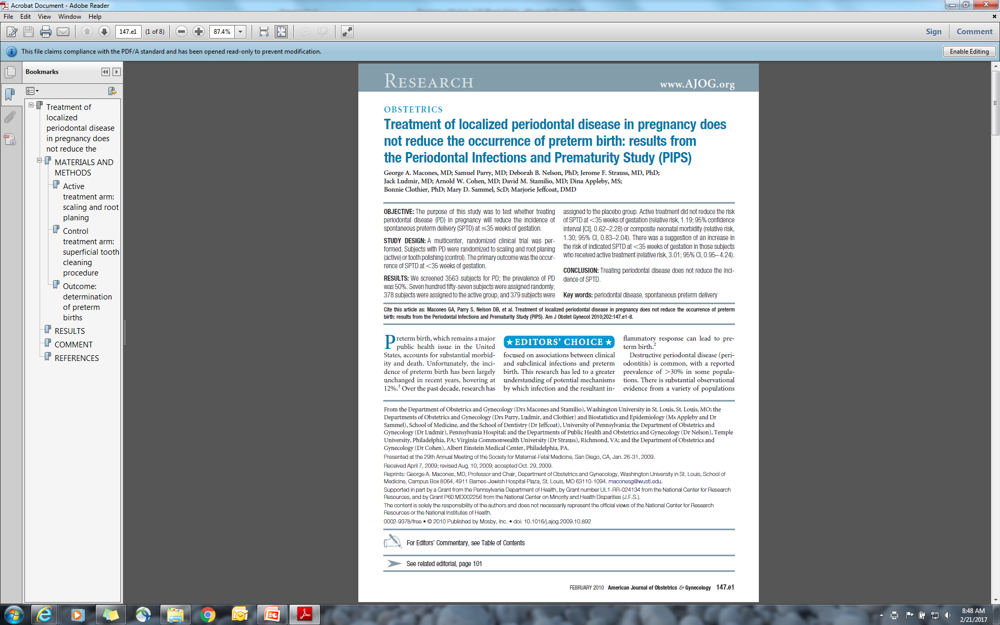 Acrobat Document - Adobe Reader
File Edit View Window Help
147.e1 (1 of 8) 87.4% Sign Comment
This file claims compliance with the PDF/A standard and has been opened read-only to prevent modification. Enable Editing
Bookmarks
Treatment of
localized
periodontal disease
in pregnancy does
not reduce the
MATERIALS AND
METHODS
Active
treatment arm:
scaling and root
planing
Control
treatment arm:
superficial tooth
cleaning
procedure
Outcome:
determination
of preterm
births
RESULTS
COMMENT
REFERENCES
RESEARCH www.AJOG.org
OBSTETRICS
Treatment of localized periodontal disease in pregnancy does
not reduce the occurrence of preterm birth: results from
the Periodontal Infections and Prematurity Study (PIPS)
George A. Macones, MD; Samuel Parry, MD; Deborah B. Nelson, PhD; Jerome F. Strauss, MD, PhD;
Jack Ludmir, MD; Arnold W. Cohen, MD; David M. Stamilio, MD; Dina Appleby, MS;
Bonnie Clothier, PhD; Mary D. Sammel, ScD; Marjorie Jeffcoat, DMD
OBJECTIVE: The purpose of this study was to test whether treating
periodontal disease (PD) in pregnancy will reduce the incidence of
spontaneous preterm delivery (SPTD) at ≤35 weeks of gestation.
STUDY DESIGN: A multicenter, randomized clinical trial was per-
formed. Subjects with PD were randomized to scaling and root planing
(active) or tooth polishing (control). The primary outcome was the occur-
rence of SPTD at <35 weeks of gestation.
RESULTS: We screened 3563 subjects for PD; the prevalence of PD
was 50%. Seven hundred fifty-seven subjects were assigned randomly;
378 subjects were assigned to the active group, and 379 subjects were
assigned to the placebo group. Active treatment did not reduce the risk
of SPTD at <35 weeks of gestation (relative risk, 1.19; 95% confidence
interval [CI], 0.62–2.28) or composite neonatal morbidity (relative risk,
1.30; 95% CI, 0.83–2.04). There was a suggestion of an increase in
the risk of indicated SPTD at <35 weeks of gestation in those subjects
who received active treatment (relative risk, 3.01; 95% CI, 0.95–4.24).
CONCLUSION: Treating periodontal disease does not reduce the inci-
dence of SPTD.
Key words: periodontal disease, spontaneous preterm delivery
Cite this article as: Macones GA, Parry S, Nelson DB, et al. Treatment of localized periodontal disease in pregnancy does not reduce the occurrence of preterm
birth: results from the Periodontal Infections and Prematurity Study (PIPS). Am J Obstet Gynecol 2010;202:147.e1-8.
Preterm birth, which remains a major
public health issue in the United
States, accounts for substantial morbid-
ity and death. Unfortunately, the inci-
dence of preterm birth has been largely
unchanged in recent years, hovering at
12%.1 Over the past decade, research has
★ EDITORS' CHOICE ★
focused on associations between clinical
and subclinical infections and preterm
birth. This research has led to a greater
understanding of potential mechanisms
by which infection and the resultant in-
flammatory response can lead to pre-
term birth.2
Destructive periodontal disease (peri-
odontitis) is common, with a reported
prevalence of >30% in some popula-
tions. There is substantial observational
evidence from a variety of populations
From the Department of Obstetrics and Gynecology (Drs Macones and Stamilio), Washington University in St. Louis, St. Louis, MO; the
Departments of Obstetrics and Gynecology (Drs Parry, Ludmir, and Clothier) and Biostatistics and Epidemiology (Ms Appleby and Dr
Sammel), School of Medicine, and the School of Dentistry (Dr Jeffcoat), University of Pennsylvania; the Department of Obstetrics and
Gynecology (Dr Ludmir), Pennsylvania Hospital; and the Departments of Public Health and Obstetrics and Gynecology (Dr Nelson), Temple
University, Philadelphia, PA; Virginia Commonwealth University (Dr Strauss), Richmond, VA; and the Department of Obstetrics and
Gynecology (Dr Cohen), Albert Einstein Medical Center, Philadelphia, PA.
Presented at the 29th Annual Meeting of the Society for Maternal-Fetal Medicine, San Diego, CA, Jan. 26-31, 2009.
Received April 7, 2009; revised Aug. 10, 2009; accepted Oct. 29, 2009.
Reprints: George A. Macones, MD, Professor and Chair, Department of Obstetrics and Gynecology, Washington University in St. Louis, School of
Medicine, Campus Box 8064, 4911 Barnes-Jewish Hospital Plaza, St. Louis, MO 63110-1094. maconesg@wustl.edu.
Supported in part by a Grant from the Pennsylvania Department of Health, by Grant number UL1-RR-024134 from the National Center for Research
Resources, and by Grant P60 MD002256 from the National Center on Minority and Health Disparities (J.F.S.).
The content is solely the responsibility of the authors and does not necessarily represent the official views of the National Center for Research
Resources or the National Institutes of Health.
0002-9378/free • © 2010 Published by Mosby, Inc. • doi: 10.1016/j.ajog.2009.10.892
For Editors' Commentary, see Table of Contents
See related editorial, page 101
FEBRUARY 2010 American Journal of Obstetrics & Gynecology 147.e1
8:48 AM
2/21/2017